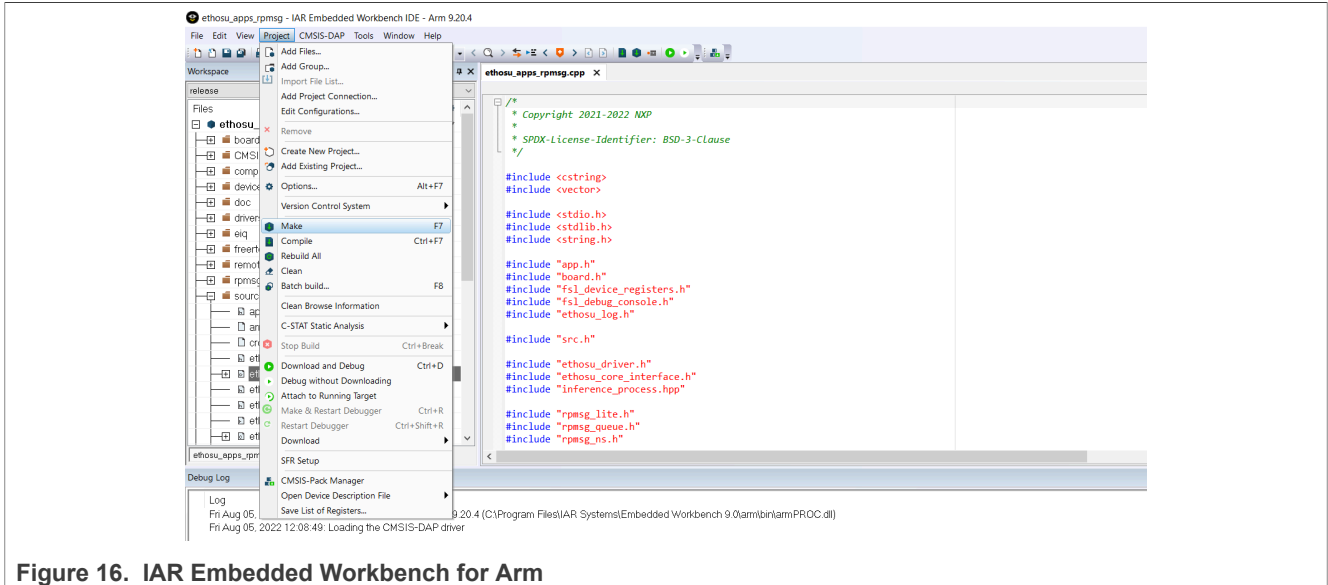 ethosu_apps_rpmsg - IAR Embedded Workbench IDE - Arm 9.20.4
File Edit View Project CMSIS-DAP Tools Window Help
Workspace
release
Files
ethosu_
board
CMSI
comp
device
doc
driver
eiq
freert
remot
rpmsg
sourc
ap
an
cr
et
et
et
et
et
et
ethosu_apps_rpm
Add Files...
Add Group...
Import File List...
Add Project Connection...
Edit Configurations...
Remove
Create New Project...
Add Existing Project...
Options... Alt+F7
Version Control System
Make F7
Compile Ctrl+F7
Rebuild All
Clean
Batch build... F8
Clean Browse Information
C-STAT Static Analysis
Stop Build Ctrl+Break
Download and Debug Ctrl+D
Debug without Downloading
Attach to Running Target
Make & Restart Debugger Ctrl+R
Restart Debugger Ctrl+Shift+R
Download
SFR Setup
CMSIS-Pack Manager
Open Device Description File
Save List of Registers...
ethosu_apps_rpmsg.cpp
/*
* Copyright 2021-2022 NXP
*
* SPDX-License-Identifier: BSD-3-Clause
*/
#include <cstring>
#include <vector>
#include <stdio.h>
#include <stdlib.h>
#include <string.h>
#include "app.h"
#include "board.h"
#include "fsl_device_registers.h"
#include "fsl_debug_console.h"
#include "ethosu_log.h"
#include "src.h"
#include "ethosu_driver.h"
#include "ethosu_core_interface.h"
#include "inference_process.hpp"
#include "rpmsg_lite.h"
#include "rpmsg_queue.h"
#include "rpmsg_ns.h"
Debug Log
Log
Fri Aug 05, 9.20.4 (C:\Program Files\IAR Systems\Embedded Workbench 9.0\arm\bin\armPROC.dll)
Fri Aug 05, 2022 12:08:49: Loading the CMSIS-DAP driver
Figure 16. IAR Embedded Workbench for Arm